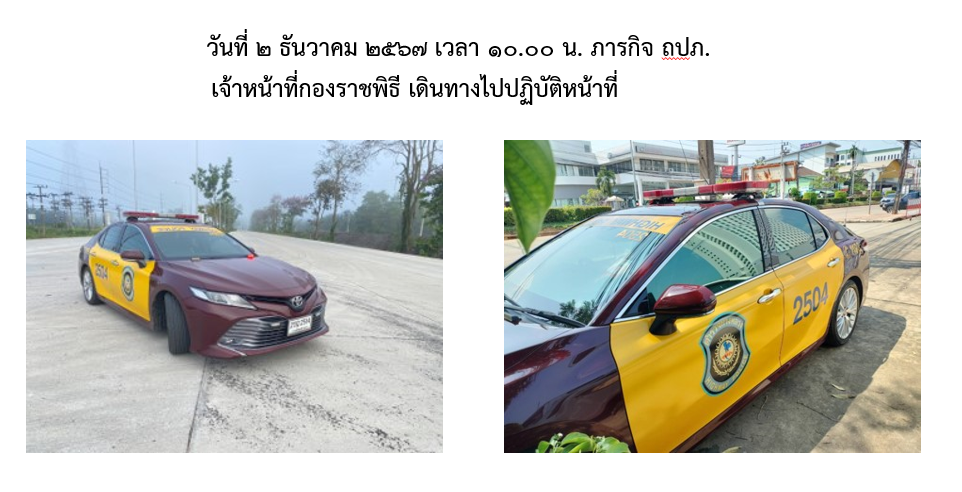 วันที่ ๒ ธันวาคม ๒๕๖๗ เวลา ๑๐.๐๐ น. ภารกิจ ถปภ.
เจ้าหน้าที่กองราชพิธี เดินทางไปปฏิบัติหน้าที่
2504
2504